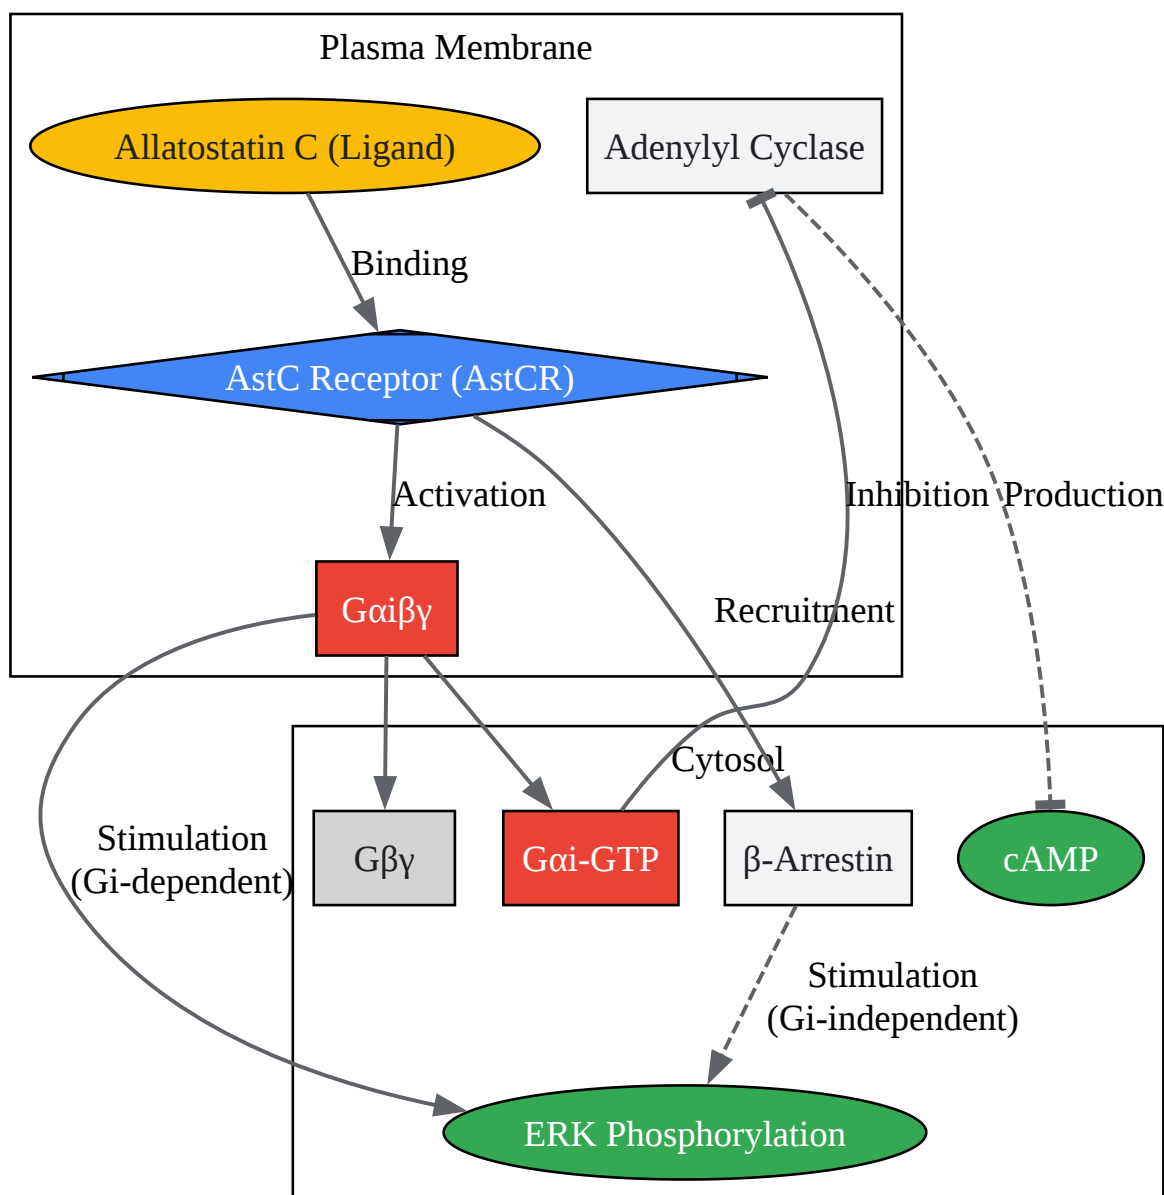 Plasma Membrane
Allatostatin C (Ligand)
Adenylyl Cyclase
Binding
AstC Receptor (AstCR)
Activation
Inhibition
Production
Gαiβγ
Recruitment
Cytosol
Stimulation
(Gi-dependent)
Gβγ
Gαi-GTP
β-Arrestin
cAMP
Stimulation
(Gi-independent)
ERK Phosphorylation